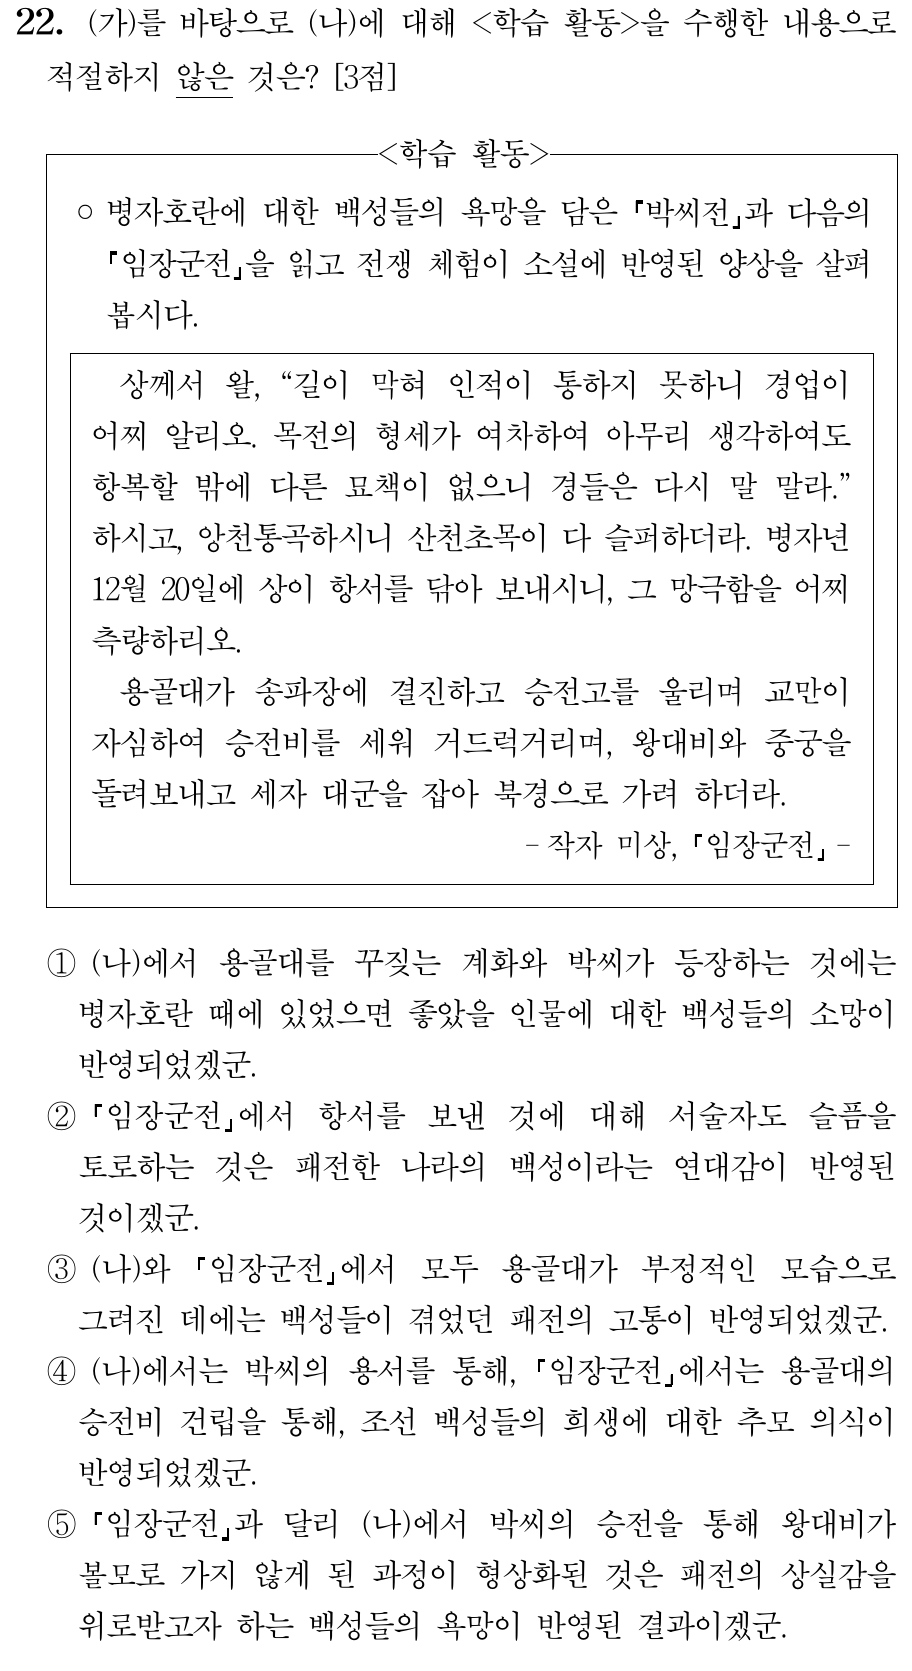 22. (가)를 바탕으로 (나)에 대해 <학습 활동>을 수행한 내용으로
적절하지 않은 것은? [3점]
<학습 활동>
○ 병자호란에 대한 백성들의 욕망을 담은 『박씨전』과 다음의
『임장군전』을 읽고 전쟁 체험이 소설에 반영된 양상을 살펴
봅시다.
상께서 왈, “길이 막혀 인적이 통하지 못하니 경업이
어찌 알리오. 목전의 형세가 여차하여 아무리 생각하여도
항복할 밖에 다른 묘책이 없으니 경들은 다시 말 말라.”
하시고, 앙천통곡하시니 산천초목이 다 슬퍼하더라. 병자년
12월 20일에 상이 항서를 닦아 보내시니, 그 망극함을 어찌
측량하리오.
용골대가 송파장에 결진하고 승전고를 울리며 교만이
자심하여 승전비를 세워 거드럭거리며, 왕대비와 중궁을
돌려보내고 세자 대군을 잡아 북경으로 가려 하더라.
- 작자 미상, 『임장군전』 -
① (나)에서 용골대를 꾸짖는 계화와 박씨가 등장하는 것에는
병자호란 때에 있었으면 좋았을 인물에 대한 백성들의 소망이
반영되었겠군.
② 『임장군전』에서 항서를 보낸 것에 대해 서술자도 슬픔을
토로하는 것은 패전한 나라의 백성이라는 연대감이 반영된
것이겠군.
③ (나)와 『임장군전』에서 모두 용골대가 부정적인 모습으로
그려진 데에는 백성들이 겪었던 패전의 고통이 반영되었겠군.
④ (나)에서는 박씨의 용서를 통해, 『임장군전』에서는 용골대의
승전비 건립을 통해, 조선 백성들의 희생에 대한 추모 의식이
반영되었겠군.
⑤ 『임장군전』과 달리 (나)에서 박씨의 승전을 통해 왕대비가
볼모로 가지 않게 된 과정이 형상화된 것은 패전의 상실감을
위로받고자 하는 백성들의 욕망이 반영된 결과이겠군.